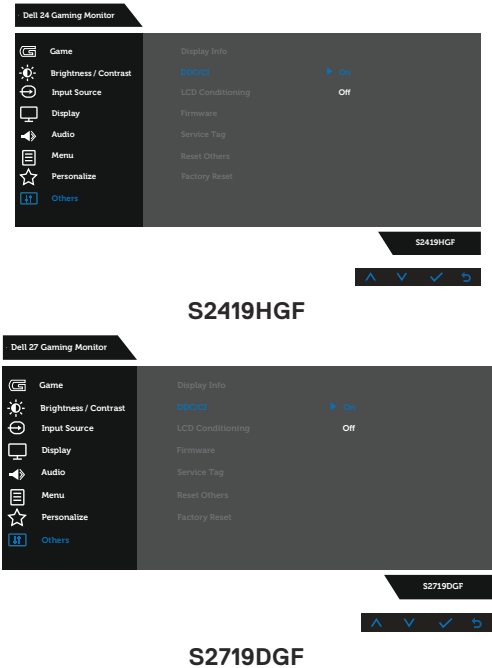 Dell 24 Gaming Monitor
Game
Display Info
Brightness / Contrast
DDC/CI
On
Input Source
LCD Conditioning
Off
Display
Firmware
Audio
Service Tag
Menu
Reset Others
Personalize
Factory Reset
Others
S2419HGF
S2419HGF
Dell 27 Gaming Monitor
Game
Display Info
Brightness / Contrast
DDC/CI
On
Input Source
LCD Conditioning
Off
Display
Firmware
Audio
Service Tag
Menu
Reset Others
Personalize
Factory Reset
Others
S2719DGF
S2719DGF